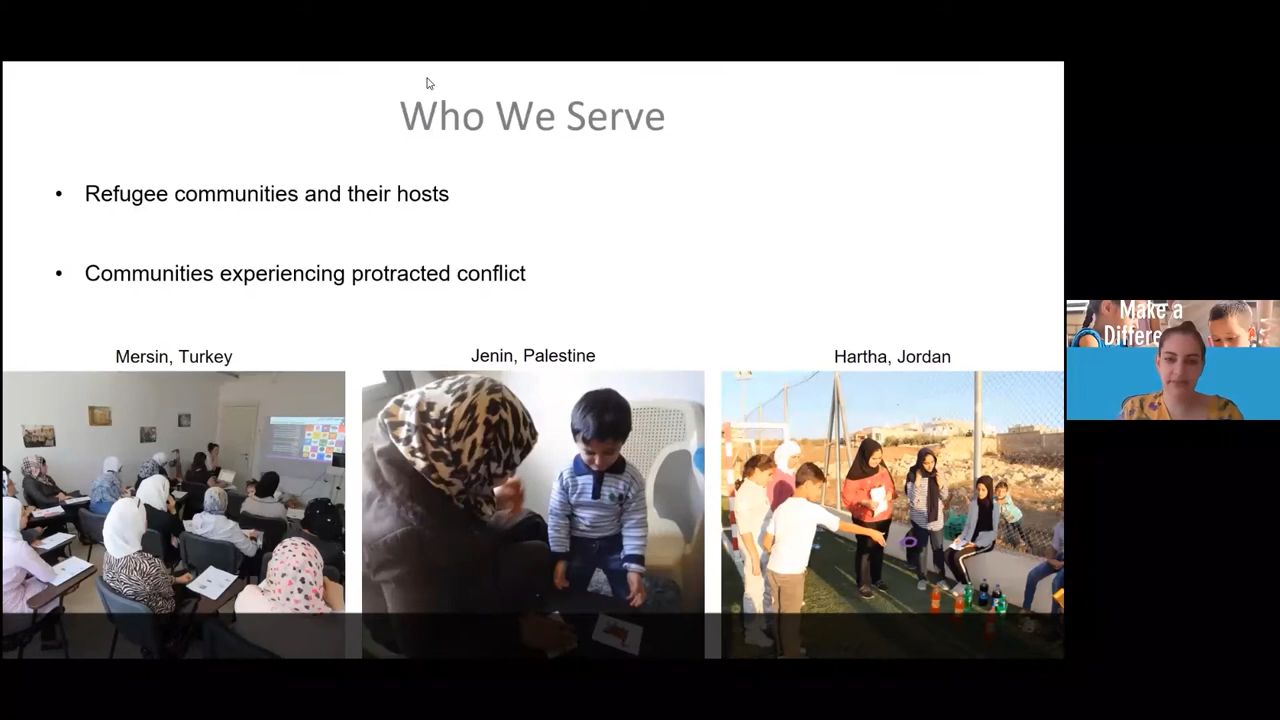 Who We Serve
• Refugee communities and their hosts
• Communities experiencing protracted conflict
Mersin, Turkey
Jenin, Palestine
Hartha, Jordan
Make a